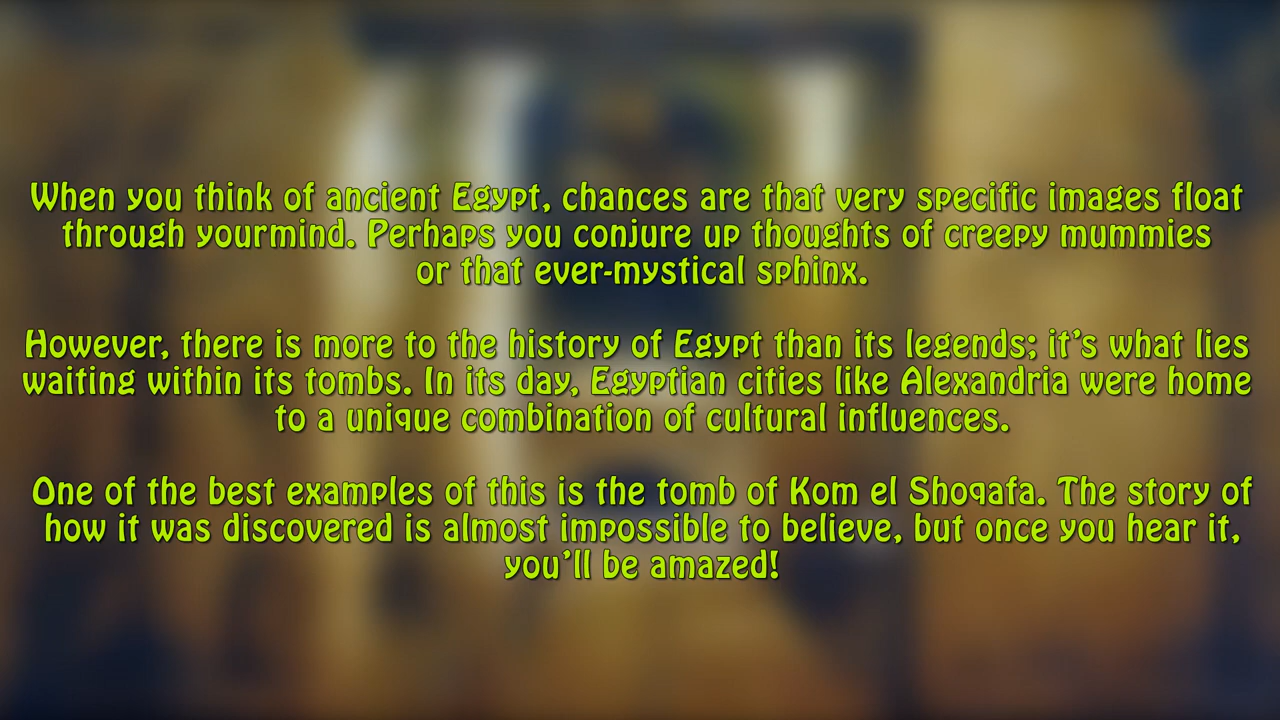 When you think of ancient Egypt, chances are that very specific images float
through yourmind. Perhaps you conjure up thoughts of creepy mummies
or that ever-mystical sphinx.
However, there is more to the history of Egypt than its legends; it's what lies
waiting within its tombs. In its day, Egyptian cities like Alexandria were home
to a unique combination of cultural influences.
One of the best examples of this is the tomb of Kom el Shoqafa. The story of
how it was discovered is almost impossible to believe, but once you hear it,
you'll be amazed!